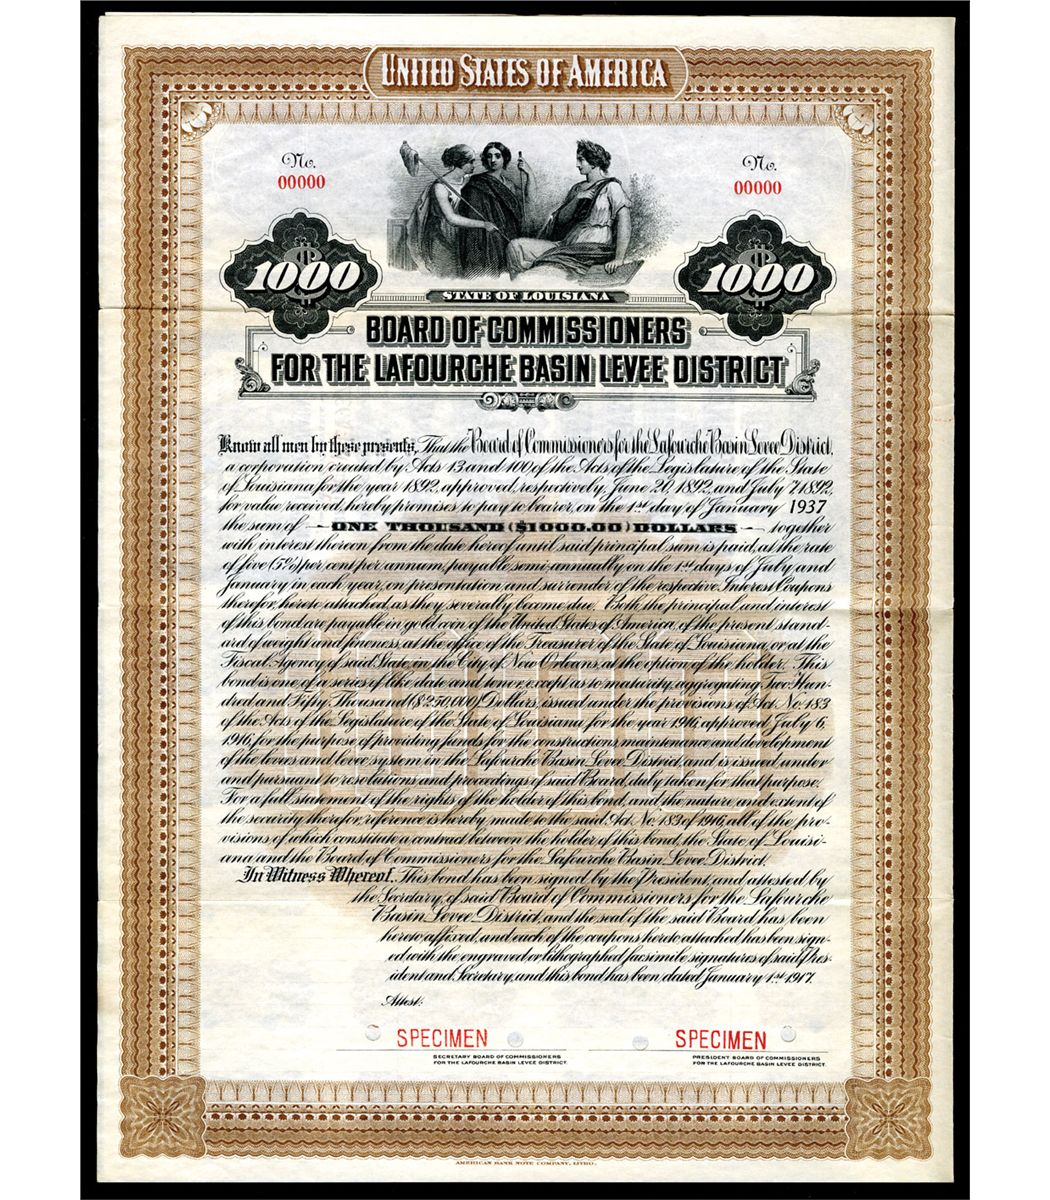 UNITED STATES OF AMERICA
No.
00000
No.
00000
1000
1000
STATE OF LOUISIANA
BOARD OF COMMISSIONERS
FOR THE LAFOURCHE BASIN LEVEE DISTRICT
Know all men by these presents, That the Board of Commissioners for the Lafourche Basin Levee District,
a corporation created by Acts 13 and 100 of the Acts of the Legislature of the State
of Louisiana for the year 1892, approved, respectively, June 20, 1892, and July 7, 1892,
for value received, hereby promises to pay to bearer, on the 1st day of January 1937
the sum of ONE THOUSAND ($1000.00) DOLLARS together
with interest thereon from the date hereof until said principal sum is paid, at the rate
of five (5%) per cent per annum, payable semi-annually on the 1st days of July and
January in each year, on presentation and surrender of the respective Interest Coupons
therefor, hereto attached, as they severally become due. Both the principal and interest
of this bond are payable in gold coin of the United States of America, of the present stand-
ard of weight and fineness, at the office of the Treasurer of the State of Louisiana, or at the
Fiscal Agency of said State, in the City of New Orleans, at the option of the holder. This
bond is one of a series of like date and tenor, except as to maturity, aggregating Two Hun-
dred and Fifty Thousand ($250,000) Dollars, issued under the provisions of Act No. 183
of the Acts of the Legislature of the State of Louisiana for the year 1916, approved July 6,
1916, for the purpose of providing funds for the constructions, maintenance and development
of the levees and levee system in the Lafourche Basin Levee District, and is issued under
and pursuant to resolutions and proceedings of said Board, duly taken for that purpose.
For a full statement of the rights of the holder of this bond, and the nature and extent of
the security therefor, reference is hereby made to the said Act No. 183 of 1916, all of the pro-
visions of which constitute a contract between the holder of this bond, the State of Louisi-
ana and the Board of Commissioners for the Lafourche Basin Levee District.
In Witness Whereof, This bond has been signed by the President, and attested by
the Secretary, of said Board of Commissioners for the Lafourche
Basin Levee District, and the seal of the said Board has been
hereto affixed, and each of the coupons hereto attached has been sign-
ed with the engraved or lithographed facsimile signatures of said Pres-
ident and Secretary, and this bond has been dated January 1st 1917.
Attest:
SPECIMEN
SPECIMEN
SECRETARY BOARD OF COMMISSIONERS
FOR THE LAFOURCHE BASIN LEVEE DISTRICT.
PRESIDENT BOARD OF COMMISSIONERS
FOR THE LAFOURCHE BASIN LEVEE DISTRICT.
AMERICAN BANK NOTE COMPANY, LITHO.